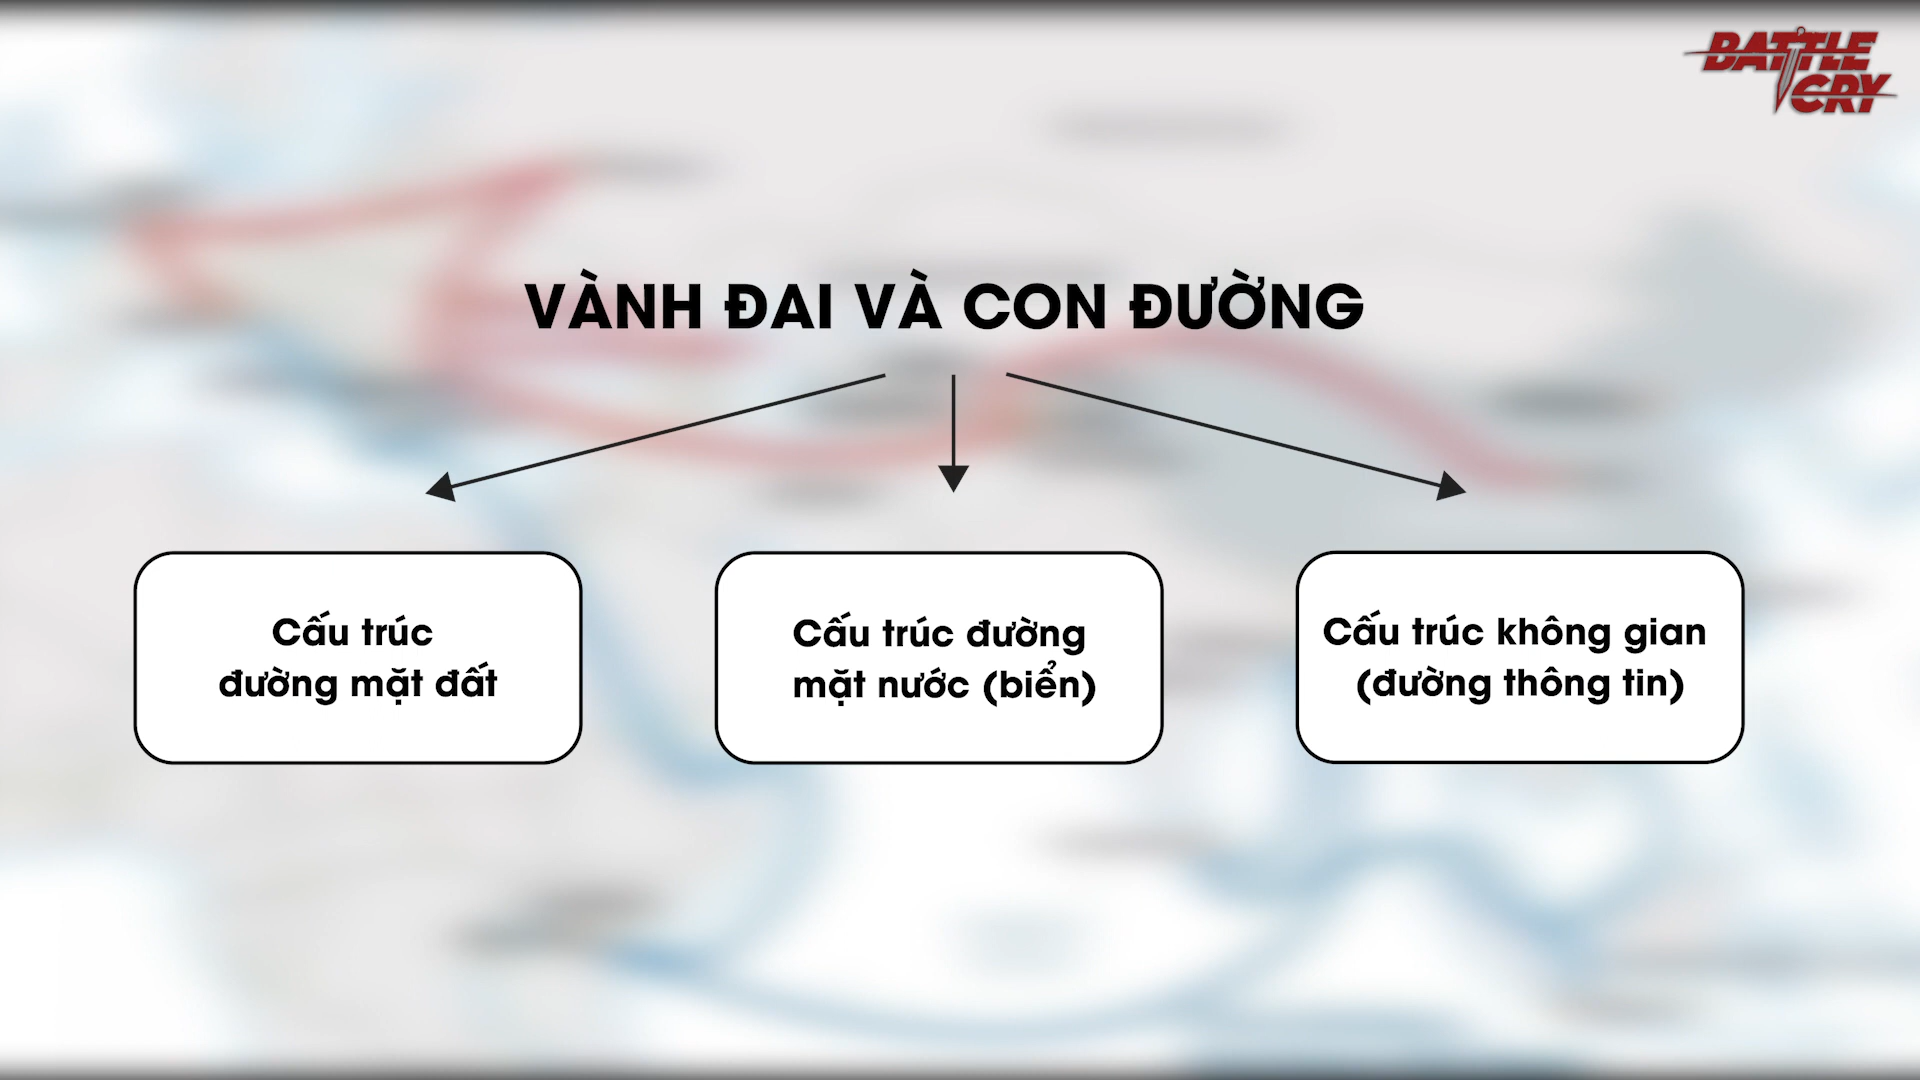 BATTLE
CRY
VÀNH ĐAI VÀ CON ĐƯỜNG
Cấu trúc
đường mặt đất
Cấu trúc đường
mặt nước (biển)
Cấu trúc không gian
(đường thông tin)